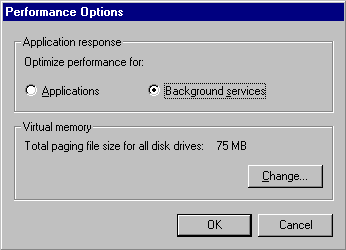 Performance Options
Application response
Optimize performance for:
Applications
Background services
Virtual memory
Total paging file size for all disk drives: 75 MB
Change...
OK
Cancel